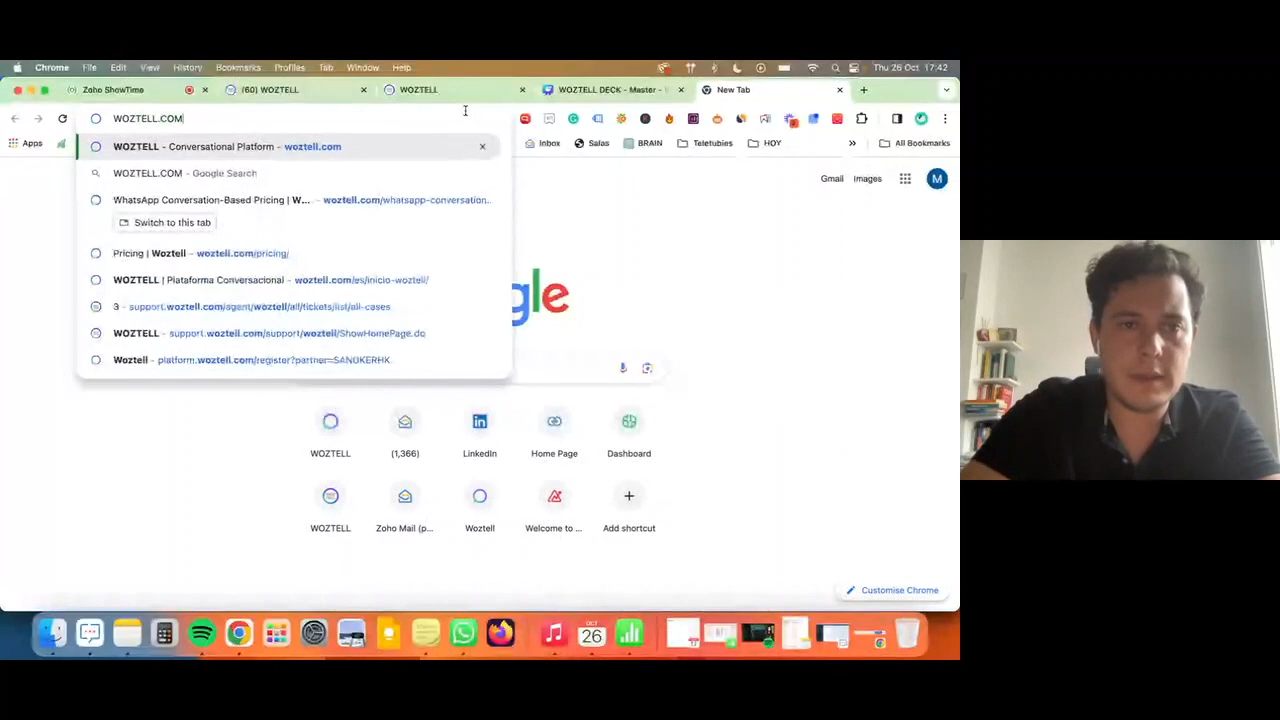 Chrome File Edit View History Bookmarks Profiles Tab Window Help Thu 26 Oct 17:42
Zoho ShowTime (60) WOZTELL WOZTELL WOZTELL DECK - Master - New Tab
WOZTELL.COM
Apps Inbox Salas BRAIN Teletubies HOY All Bookmarks
WOZTELL - Conversational Platform - woztell.com
WOZTELL.COM - Google Search
Gmail Images M
WhatsApp Conversation-Based Pricing | W... - woztell.com/whatsapp-conversation...
Switch to this tab
Pricing | Woztell - woztell.com/pricing/
WOZTELL | Plataforma Conversacional - woztell.com/es/inicio-woztell/
gle
3 - support.woztell.com/agent/woztell/all/tickets/list/all-cases
WOZTELL - support.woztell.com/support/woztell/ShowHomePage.do
Woztell - platform.woztell.com/register?partner=SANUKERHK
WOZTELL (1,366) LinkedIn Home Page Dashboard
WOZTELL Zoho Mail (p... Woztell Welcome to ... Add shortcut
Customise Chrome
OCT
26